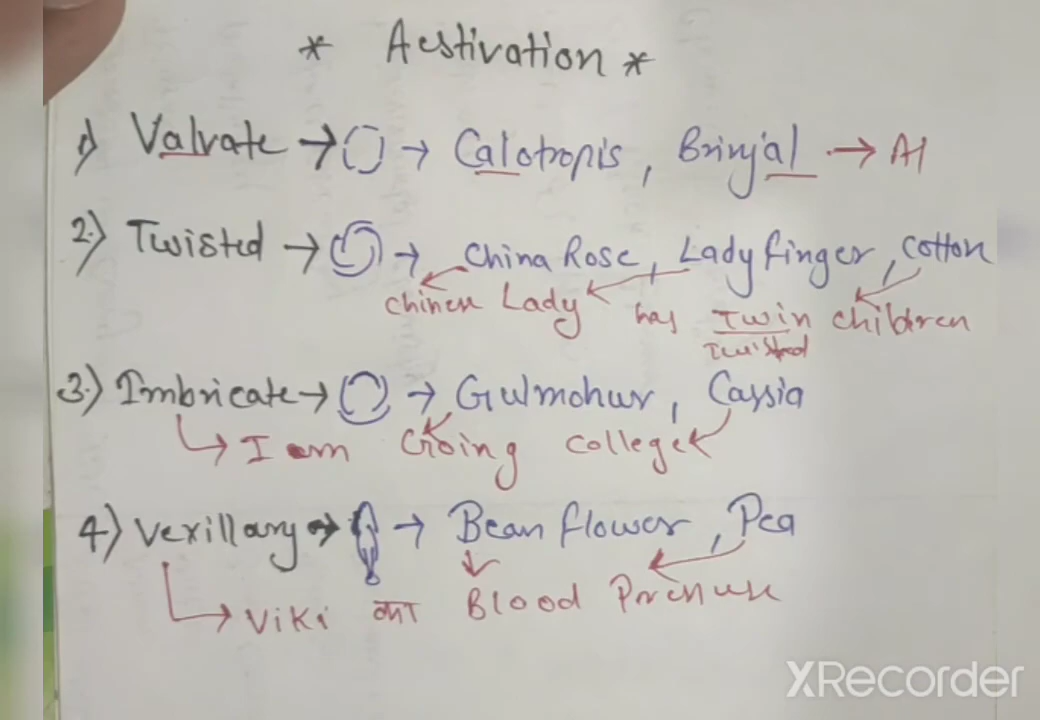 * Aestivation *
1) Valvate → → Calotropis, Brinjal → Al
2.) Twisted → → China Rose, Lady finger, Cotton
Chinese Lady has Twin children
Twisted
3.) Imbricate → → Gulmohur, Cassia
I am Going College
4) Vexillary → → Bean flower, Pea
Viki का Blood Pressure
XRecorder